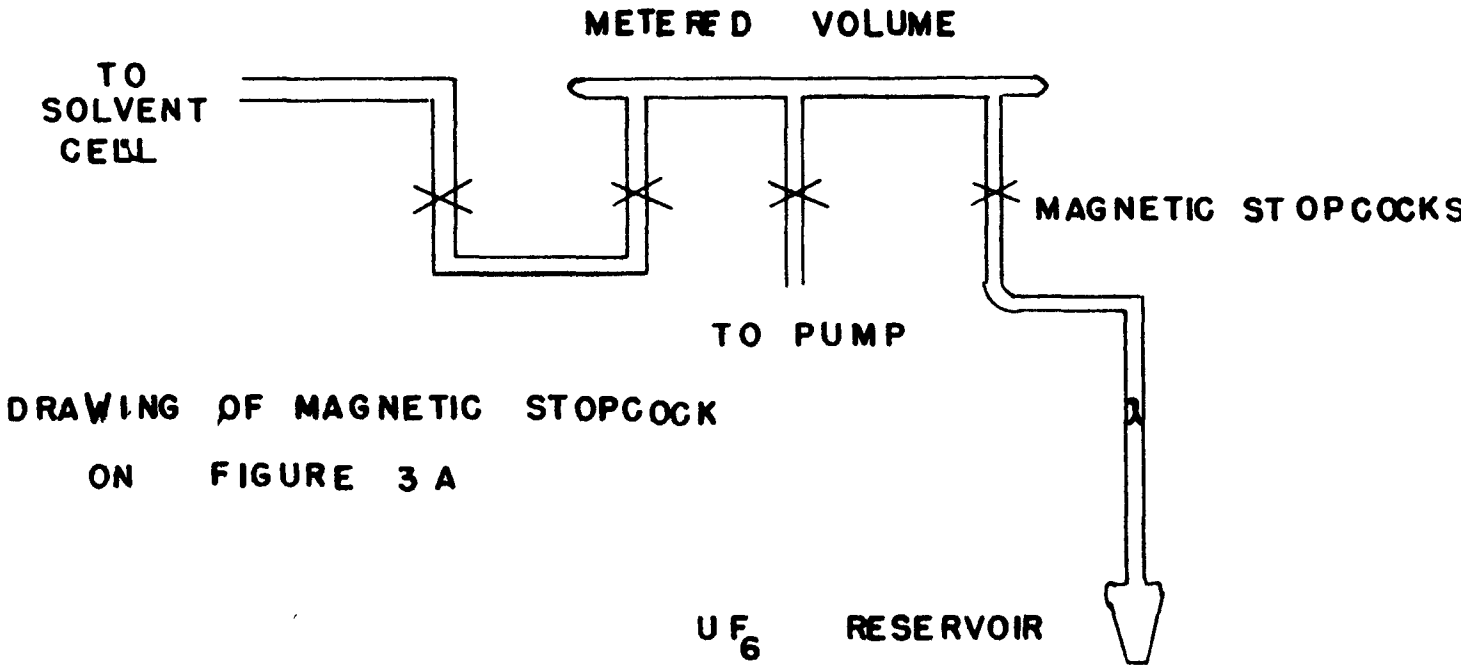 METERED VOLUME
TO
SOLVENT
CELL
MAGNETIC STOPCOCKS
TO PUMP
DRAWING OF MAGNETIC STOPCOCK
ON FIGURE 3 A
UF6 RESERVOIR